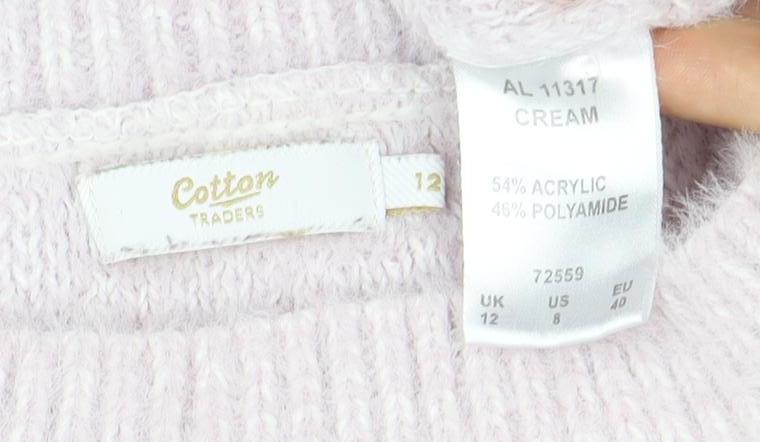 Cotton
TRADERS
12
AL 11317
CREAM
54% ACRYLIC
46% POLYAMIDE
72559
UK US EU
12 8 40